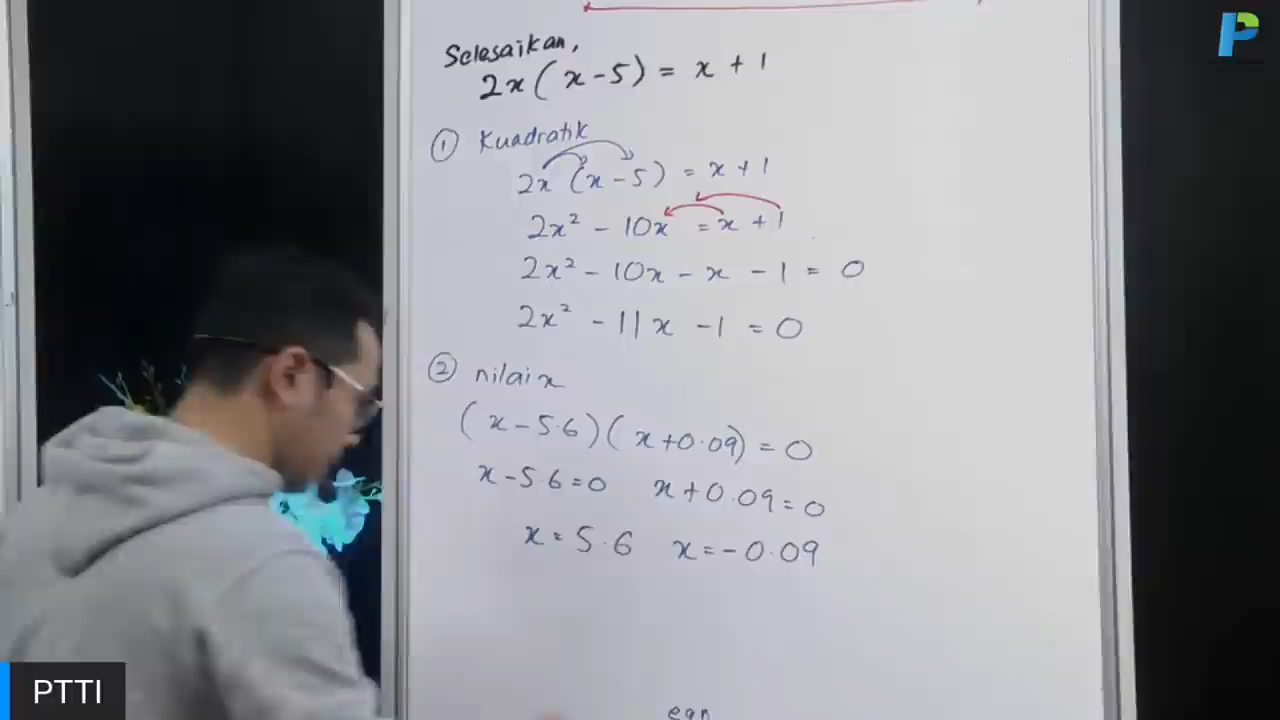 Selesaikan,
2x(x-5) = x + 1
① Kuadratik
2x (x-5) = x + 1
2x² - 10x = x + 1
2x² - 10x - x - 1 = 0
2x² - 11x - 1 = 0
② nilai x
(x - 5.6)(x+0.09) = 0
x - 5.6 = 0 x + 0.09 = 0
x = 5.6 x = -0.09
eqn
PTTI